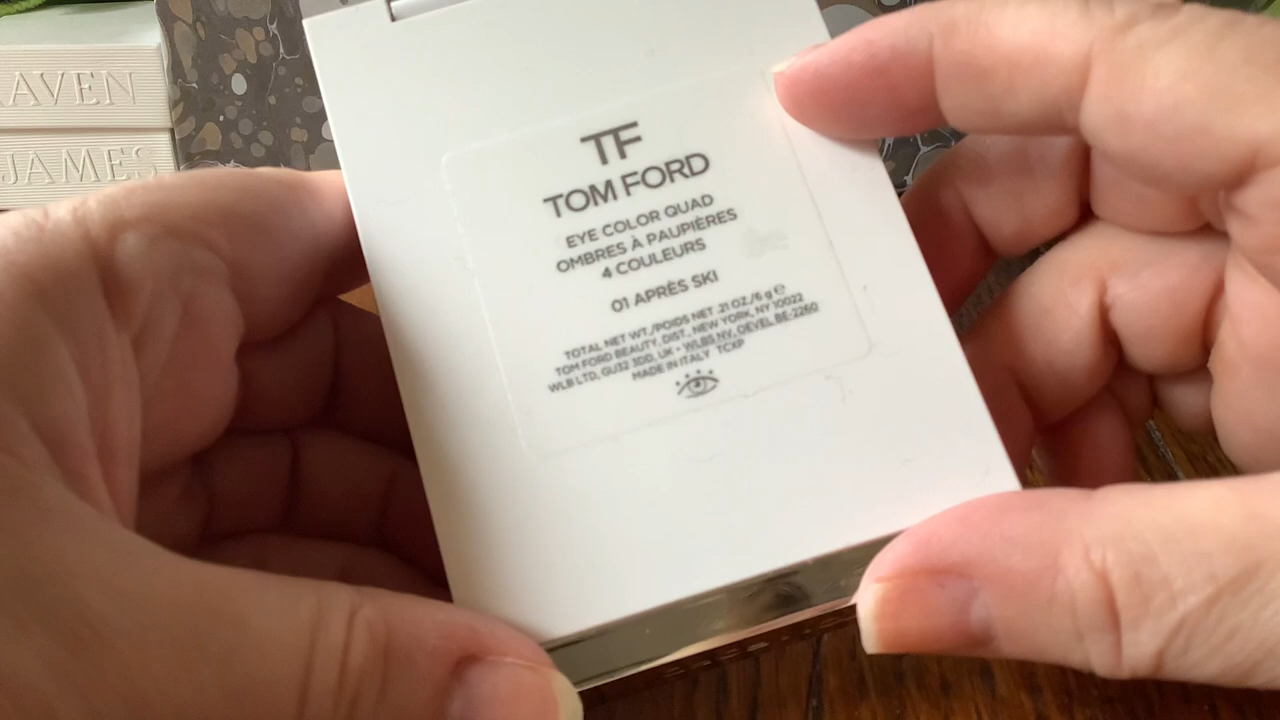 RAVEN
JAMES
TF
TOM FORD
EYE COLOR QUAD
OMBRES À PAUPIÈRES
4 COULEURS
01 APRÈS SKI
TOTAL NET WT./POIDS NET .21 OZ./6 g ℮
TOM FORD BEAUTY, DIST., NEW YORK, NY 10022
WLB LTD, GU32 3DD, UK • WLBS NV, OEVEL BE-2260
MADE IN ITALY TCXP